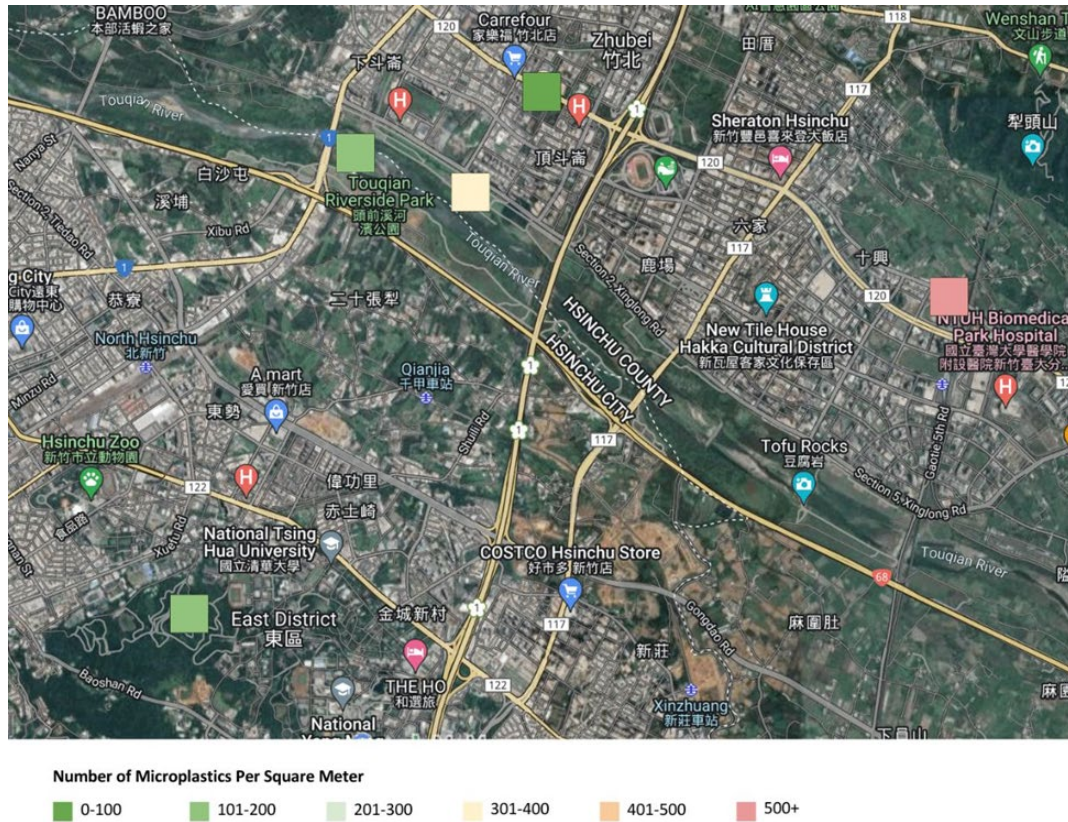 BAMBOO
本部活蝦之家
Touqian River
Nanya St
Section 2, Tiedao Rd
白沙屯
溪埔
Xibu Rd
下斗崙
120
Carrefour
家樂福 竹北店
Zhubei
竹北
田厝
118
117
Wenshan T
文山步道
犁頭山
H
H
1
1
頂斗崙
Sheraton Hsinchu
新竹豐邑喜來登大飯店
120
Touqian
Riverside Park
頭前溪河
濱公園
Touqian River
Section 2, Xinglong Rd
鹿場
六家
117
十興
120
1
g City
City遠東
購物中心
恭寮
二十張犁
HSINCHU COUNTY
HSINCHU CITY
New Tile House
Hakka Cultural District
新瓦屋客家文化保存區
NTUH Biomedica
Park Hospital
國立臺灣大學醫學院
附設醫院新竹臺大分...
H
North Hsinchu
北新竹
Minzu Rd
A mart
愛買 新竹店
東勢
Qianjia
千甲車站
1
1
Shuili Rd
117
Gaotie 5th Rd
Tofu Rocks
豆腐岩
Section 5, Xinglong Rd
Hsinchu Zoo
新竹市立動物園
食品路
122
H
偉功里
赤土崎
Xuefu Rd
National Tsing
Hua University
國立清華大學
COSTCO Hsinchu Store
好市多 新竹店
Touqian River
68
East District
東區
金城新村
1
117
Gongdao Rd
新莊
麻園肚
Baoshan Rd
THE HO
和選旅
122
National
Xinzhuang
新莊車站
Number of Microplastics Per Square Meter
0-100 101-200 201-300 301-400 401-500 500+